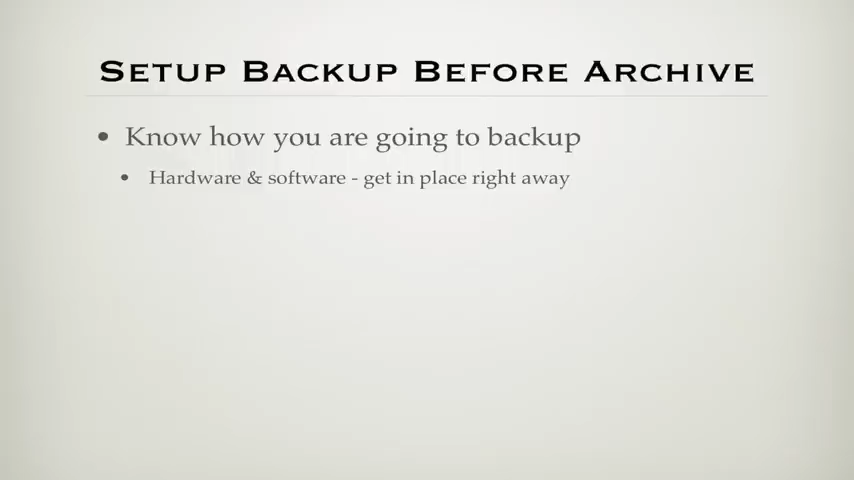 Setup Backup Before Archive
• Know how you are going to backup
• Hardware & software - get in place right away